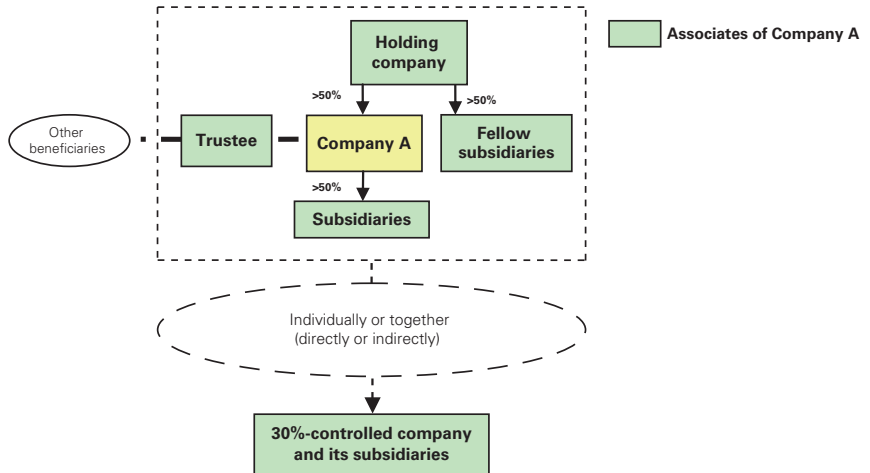 Holding
company
Associates of Company A
>50%
>50%
Other
beneficiaries
Trustee
Company A
Fellow
subsidiaries
>50%
Subsidiaries
Individually or together
(directly or indirectly)
30%-controlled company
and its subsidiaries